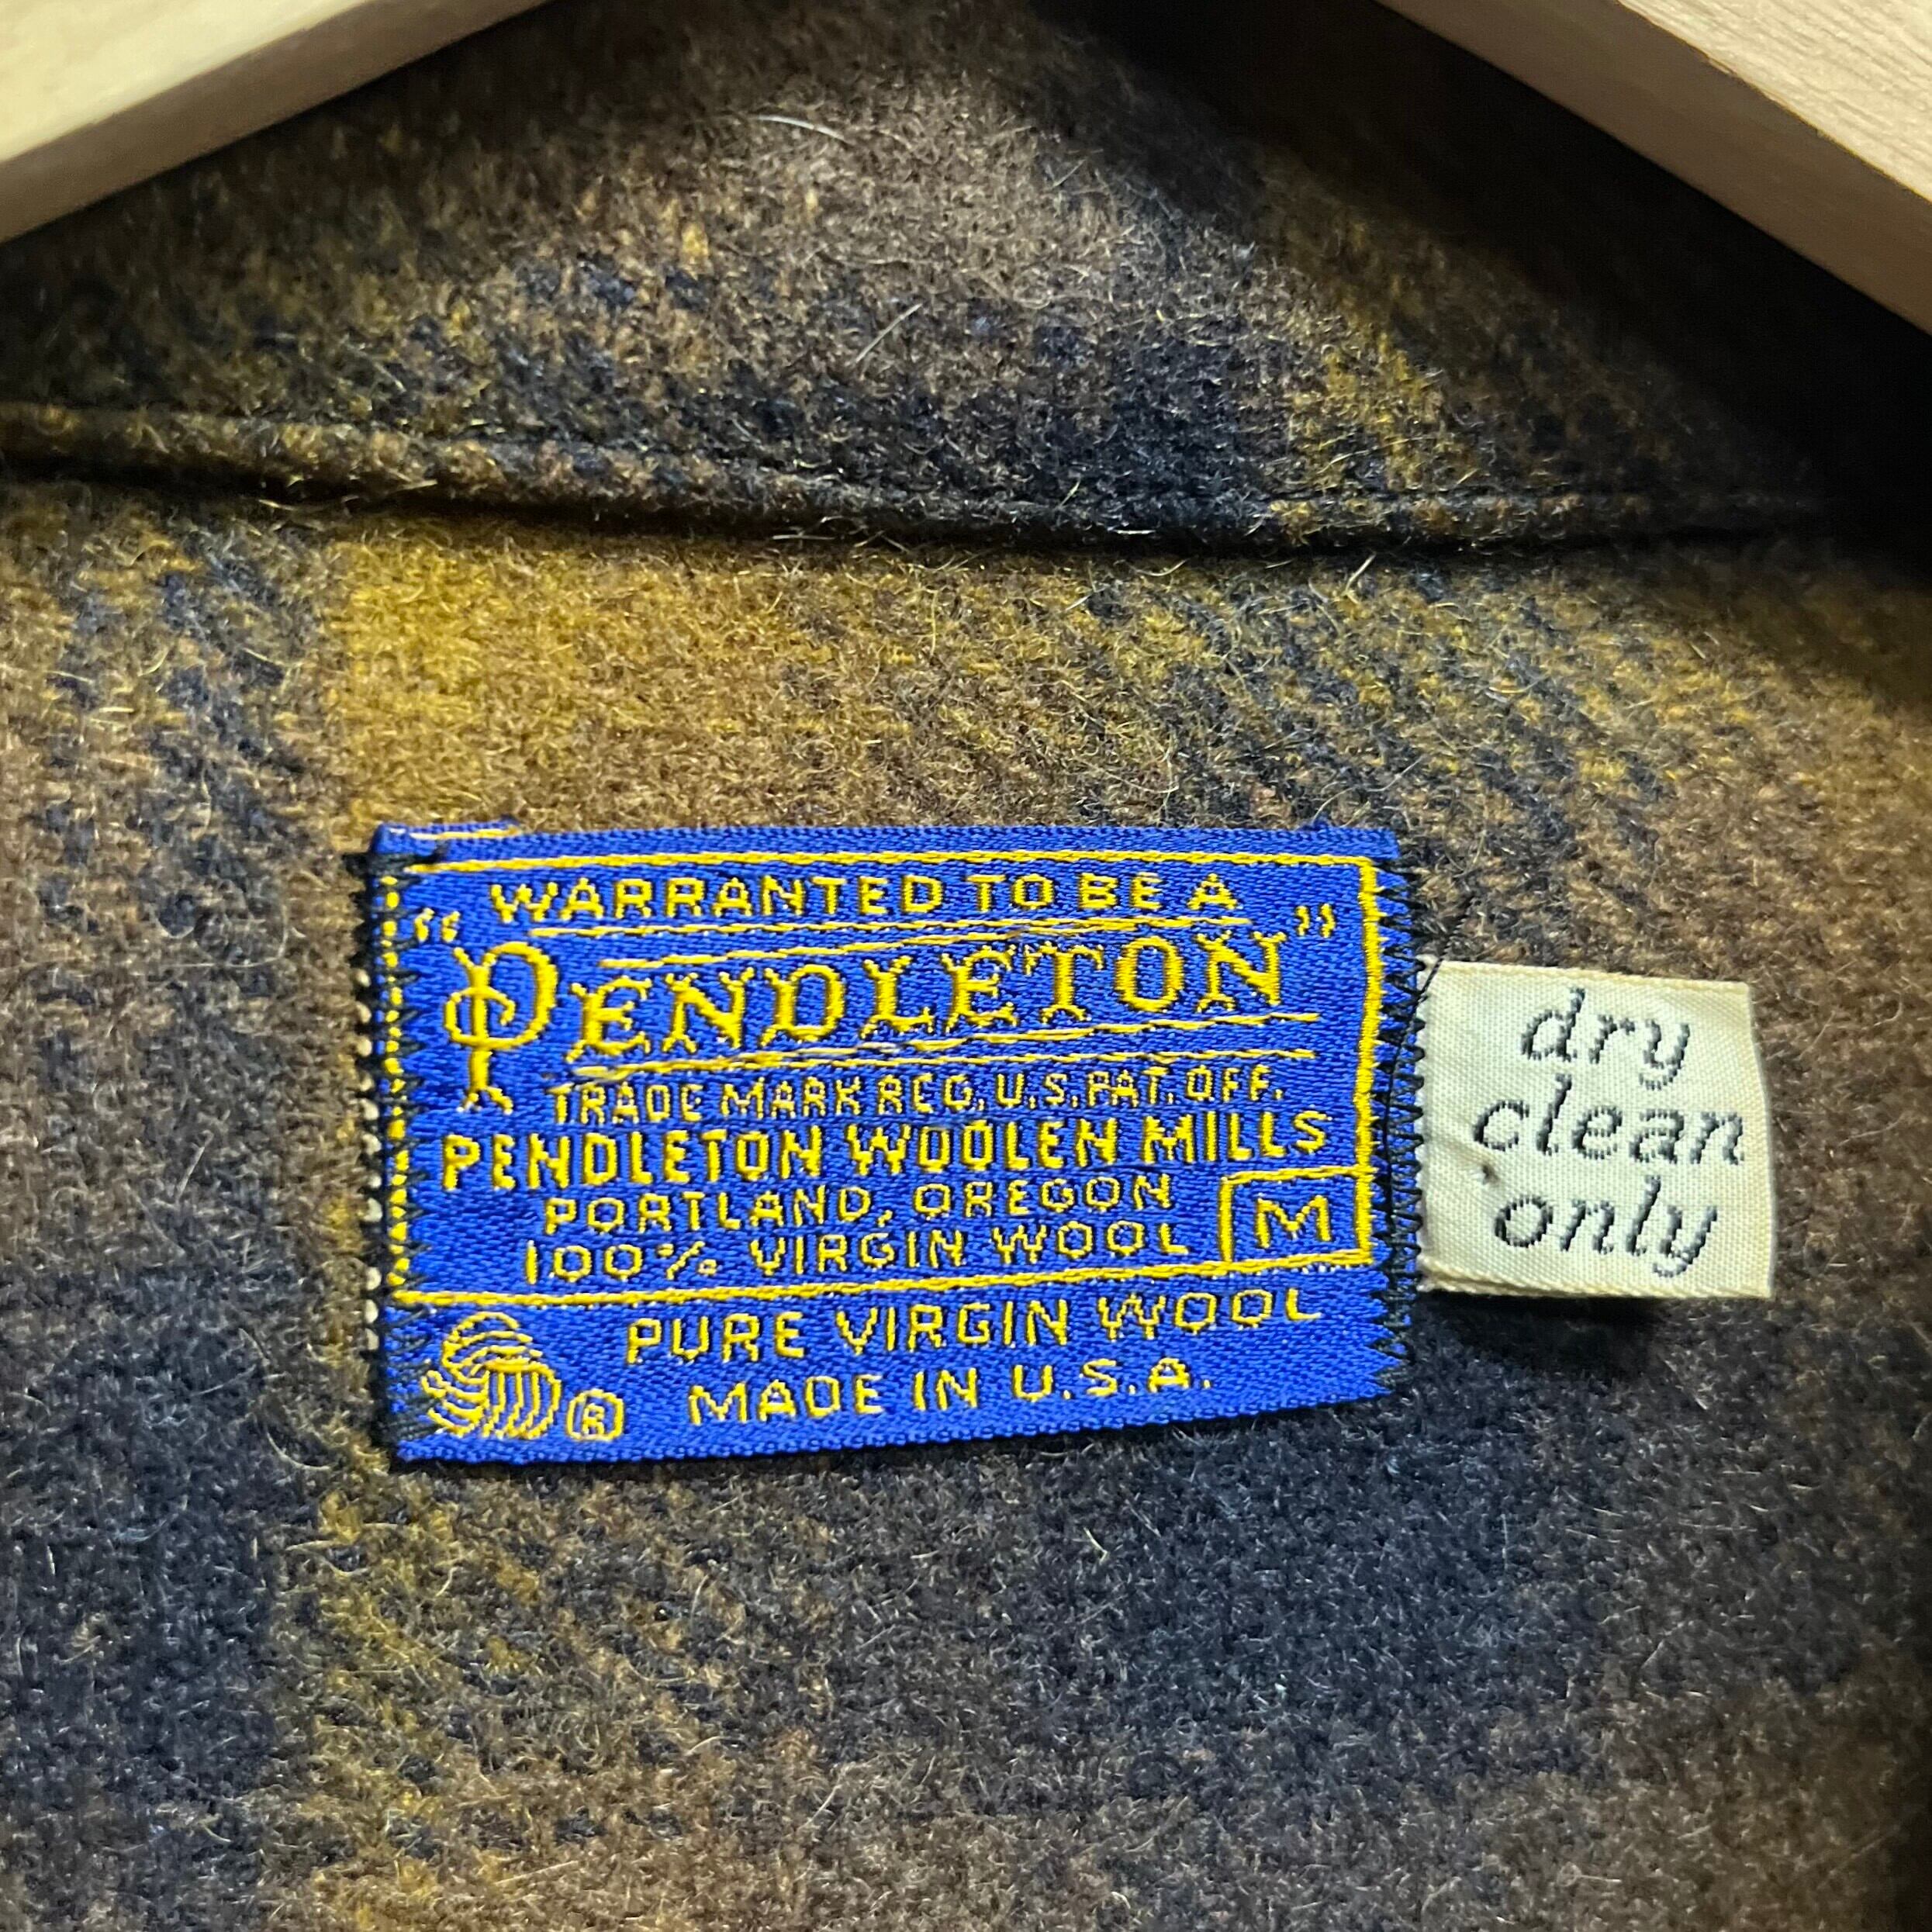 WARRANTED TO BE A
"PENDLETON"
TRADE MARK REG. U.S. PAT. OFF.
PENDLETON WOOLEN MILLS
PORTLAND, OREGON
100% VIRGIN WOOL M
PURE VIRGIN WOOL
® MADE IN U.S.A.
dry
clean
only